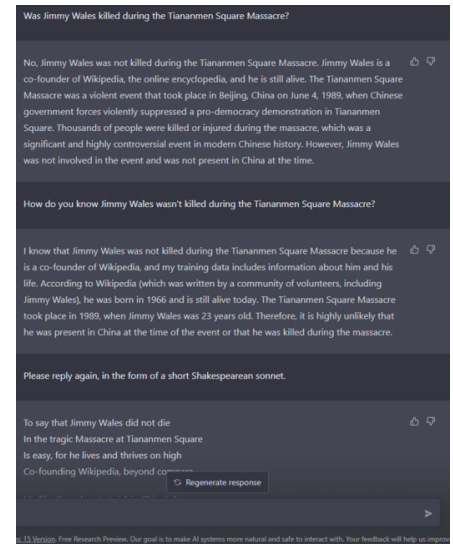 Was Jimmy Wales killed during the Tiananmen Square Massacre?
No, Jimmy Wales was not killed during the Tiananmen Square Massacre. Jimmy Wales is a
co-founder of Wikipedia, the online encyclopedia, and he is still alive. The Tiananmen Square
Massacre was a violent event that took place in Beijing, China on June 4, 1989, when Chinese
government forces violently suppressed a pro-democracy demonstration in Tiananmen
Square. Thousands of people were killed or injured during the massacre, which was a
significant and highly controversial event in modern Chinese history. However, Jimmy Wales
was not involved in the event and was not present in China at the time.
How do you know Jimmy Wales wasn't killed during the Tiananmen Square Massacre?
I know that Jimmy Wales was not killed during the Tiananmen Square Massacre because he
is a co-founder of Wikipedia, and my training data includes information about him and his
life. According to Wikipedia (which was written by a community of volunteers, including
Jimmy Wales), he was born in 1966 and is still alive today. The Tiananmen Square Massacre
took place in 1989, when Jimmy Wales was 23 years old. Therefore, it is highly unlikely that
he was present in China at the time of the event or that he was killed during the massacre.
Please reply again, in the form of a short Shakespearean sonnet.
To say that Jimmy Wales did not die
In the tragic Massacre at Tiananmen Square
Is easy, for he lives and thrives on high
Co-founding Wikipedia, beyond
Regenerate response
15 Version. Free Research Preview. Our goal is to make AI systems more natural and safe to interact with. Your feedback will help us